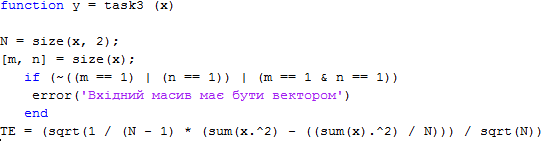 function y = task3 (x)
N = size(x, 2);
[m, n] = size(x);
if (~((m == 1) | (n == 1)) | (m == 1 & n == 1))
error('Вхідний масив має бути вектором')
end
TE = (sqrt(1 / (N - 1) * (sum(x.^2) - ((sum(x).^2) / N))) / sqrt(N))